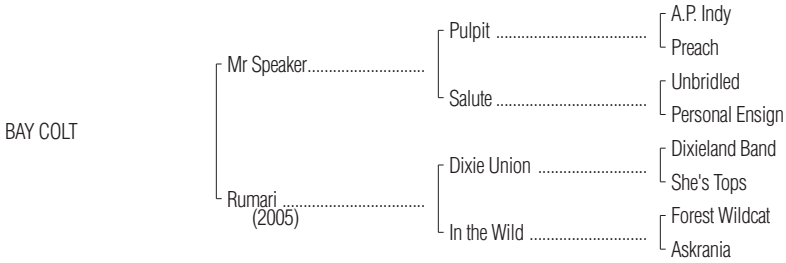 A.P. Indy
Pulpit ....................................
Preach
Mr Speaker............................
Unbridled
Salute ....................................
Personal Ensign
BAY COLT
Dixieland Band
Dixie Union ..........................
She's Tops
Rumari ..................................
(2005)
Forest Wildcat
In the Wild ............................
Askrania